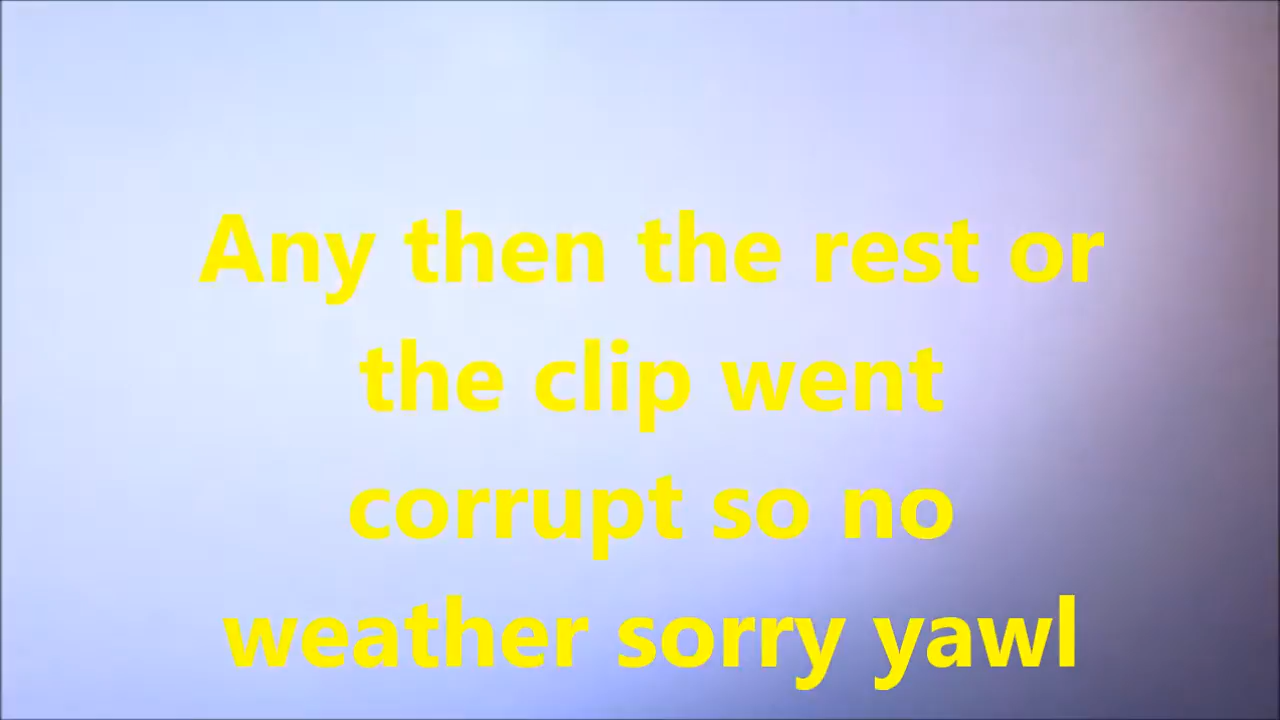 Any then the rest or
the clip went
corrupt so no
weather sorry yawl